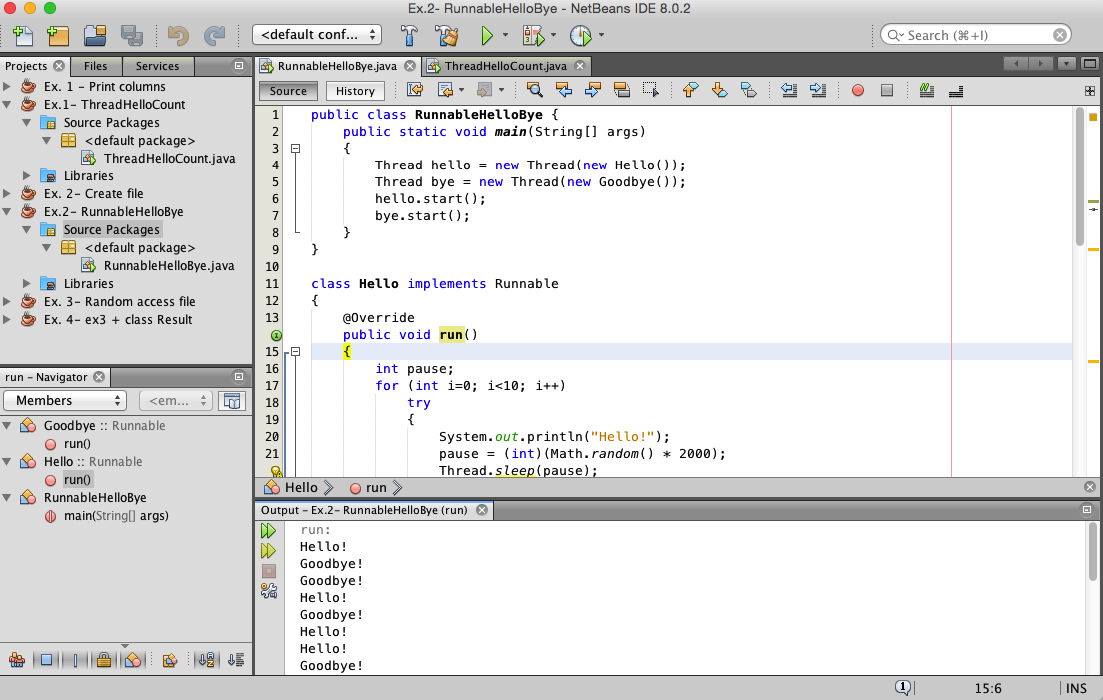 Ex.2- RunnableHelloBye - NetBeans IDE 8.0.2
<default conf...
Search (⌘+I)
Projects
Files
Services
Ex. 1 - Print columns
Ex.1- ThreadHelloCount
Source Packages
<default package>
ThreadHelloCount.java
Libraries
Ex. 2- Create file
Ex.2- RunnableHelloBye
Source Packages
<default package>
RunnableHelloBye.java
Libraries
Ex. 3- Random access file
Ex. 4- ex3 + class Result
run - Navigator
Members
<em...
Goodbye :: Runnable
run()
Hello :: Runnable
run()
RunnableHelloBye
main(String[] args)
RunnableHelloBye.java
ThreadHelloCount.java
Source
History
1 public class RunnableHelloBye {
2 public static void main(String[] args)
3 {
4 Thread hello = new Thread(new Hello());
5 Thread bye = new Thread(new Goodbye());
6 hello.start();
7 bye.start();
8 }
9 }
10
11 class Hello implements Runnable
12 {
13 @Override
public void run()
15 {
16 int pause;
17 for (int i=0; i<10; i++)
18 try
19 {
20 System.out.println("Hello!");
21 pause = (int)(Math.random() * 2000);
Thread.sleep(pause);
Hello
run
Output - Ex.2- RunnableHelloBye (run)
run:
Hello!
Goodbye!
Goodbye!
Hello!
Goodbye!
Hello!
Hello!
Goodbye!
1
15:6
INS